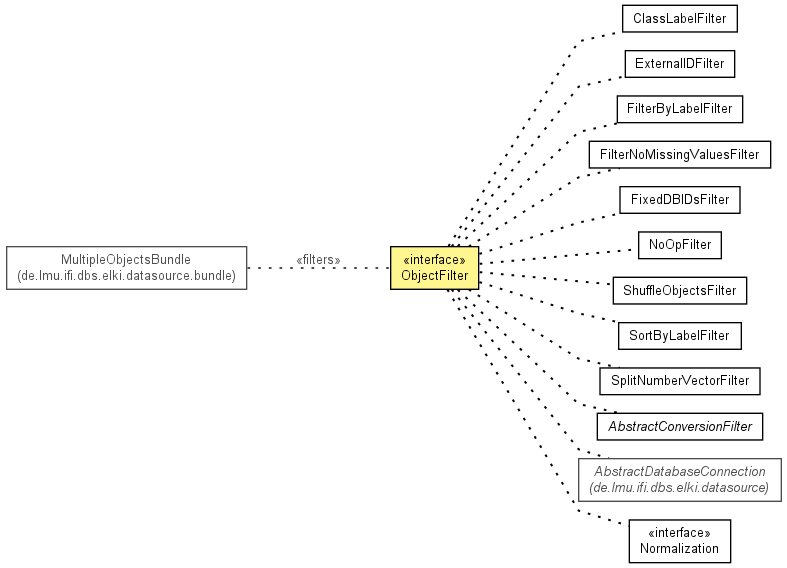 ClassLabelFilter
ExternalIDFilter
FilterByLabelFilter
FilterNoMissingValuesFilter
FixedDBIDsFilter
MultipleObjectsBundle
(de.lmu.ifi.dbs.elki.datasource.bundle)
«filters»
«interface»
ObjectFilter
NoOpFilter
ShuffleObjectsFilter
SortByLabelFilter
SplitNumberVectorFilter
AbstractConversionFilter
AbstractDatabaseConnection
(de.lmu.ifi.dbs.elki.datasource)
«interface»
Normalization